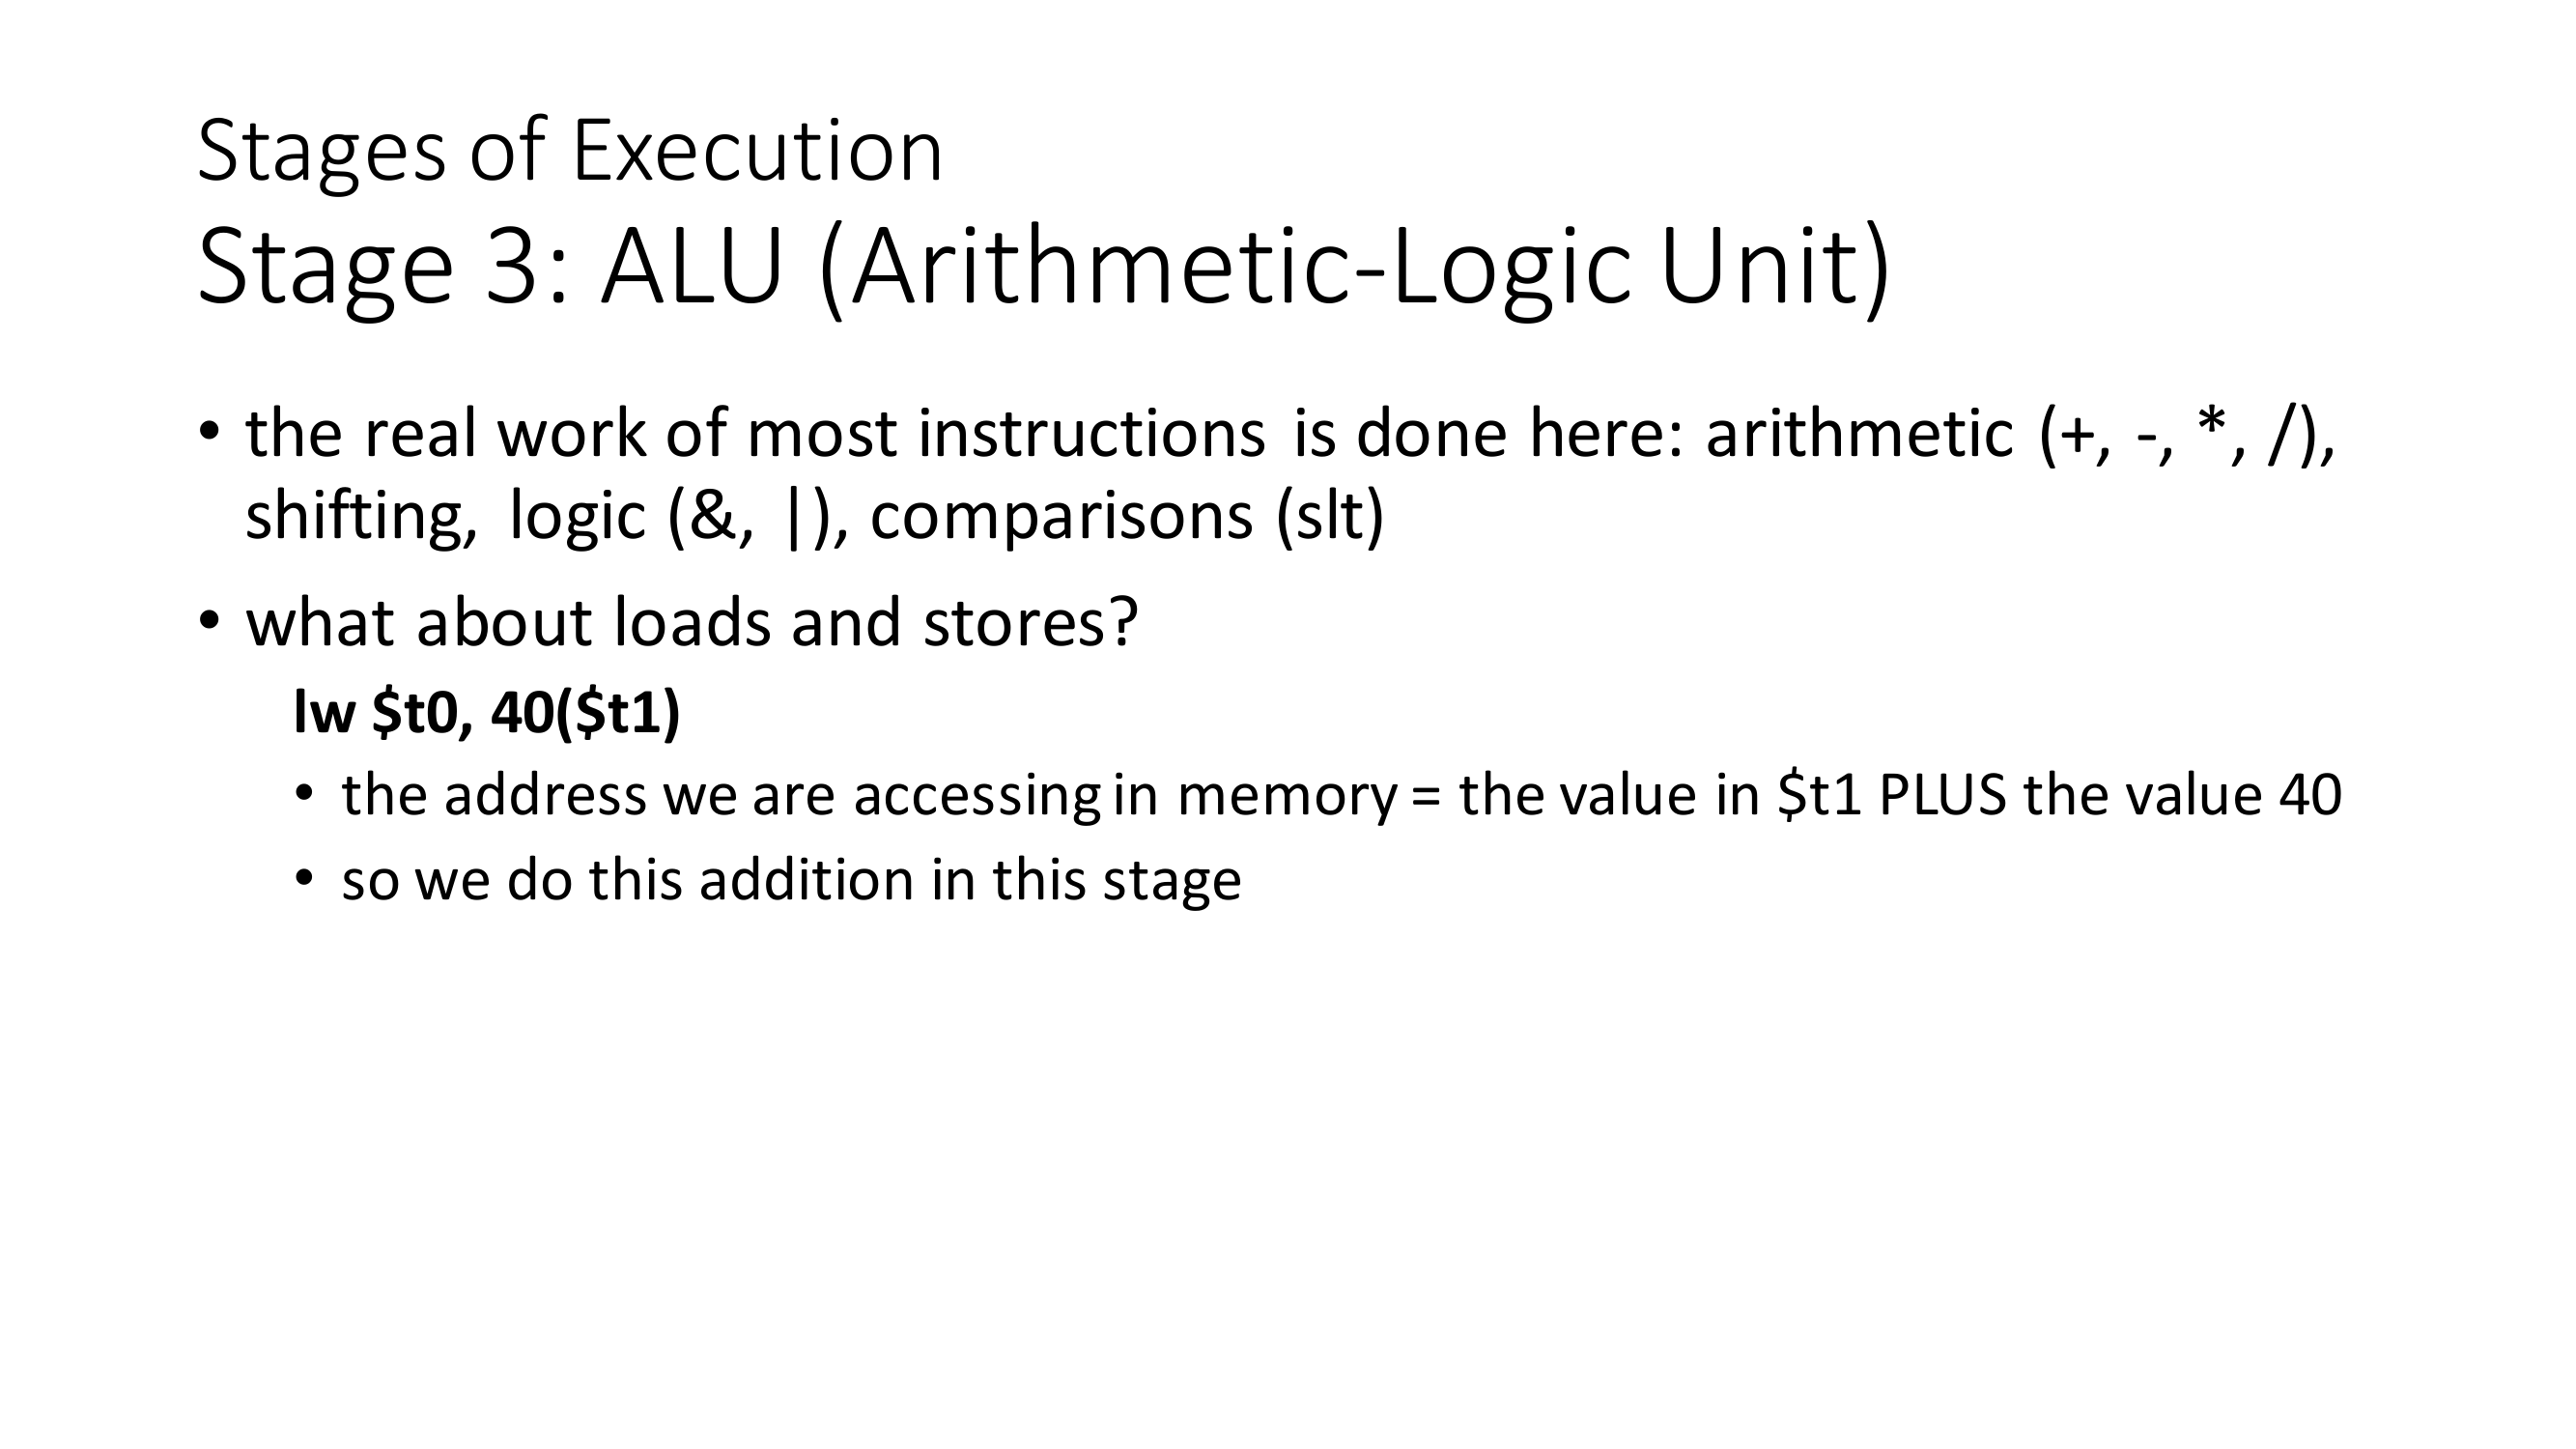 Stages of Execution
Stage 3: ALU (Arithmetic-Logic Unit)
• the real work of most instructions is done here: arithmetic (+, -, *, /),
shifting, logic (&, |), comparisons (slt)
• what about loads and stores?
lw $t0, 40($t1)
• the address we are accessing in memory = the value in $t1 PLUS the value 40
• so we do this addition in this stage